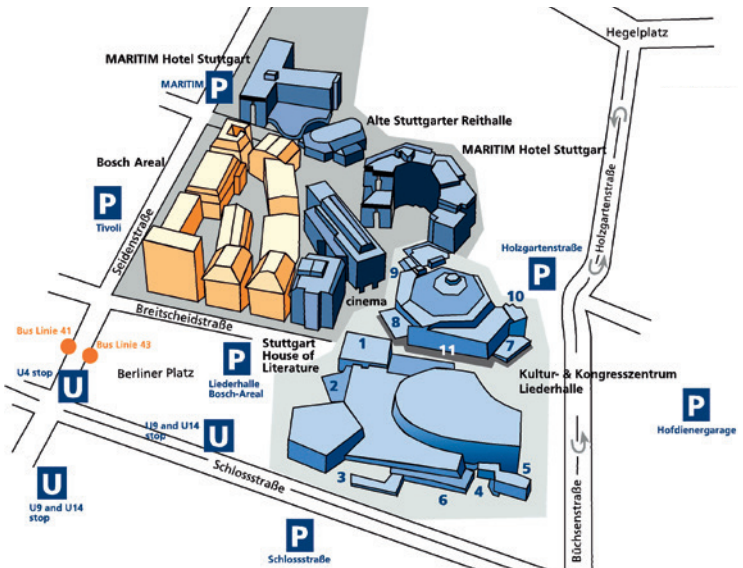 Hegelplatz
MARITIM Hotel Stuttgart
MARITIM
P
Alte Stuttgarter Reithalle
MARITIM Hotel Stuttgart
Bosch Areal
P
Tivoli
Seidenstraße
Holzgartenstraße
Holzgartenstraße
P
9
10
cinema
Breitscheidstraße
8
1
11
7
Bus Linie 41
Bus Linie 43
Stuttgart
House of
Literature
P
Liederhalle
Bosch-Areal
Berliner Platz
U4 stop
U
2
Kultur- & Kongresszentrum
Liederhalle
P
Hofdienergarage
U9 and U14
stop
U
Schlossstraße
3
6
4
5
U
U9 and U14
stop
P
Schlossstraße
Büchsenstraße